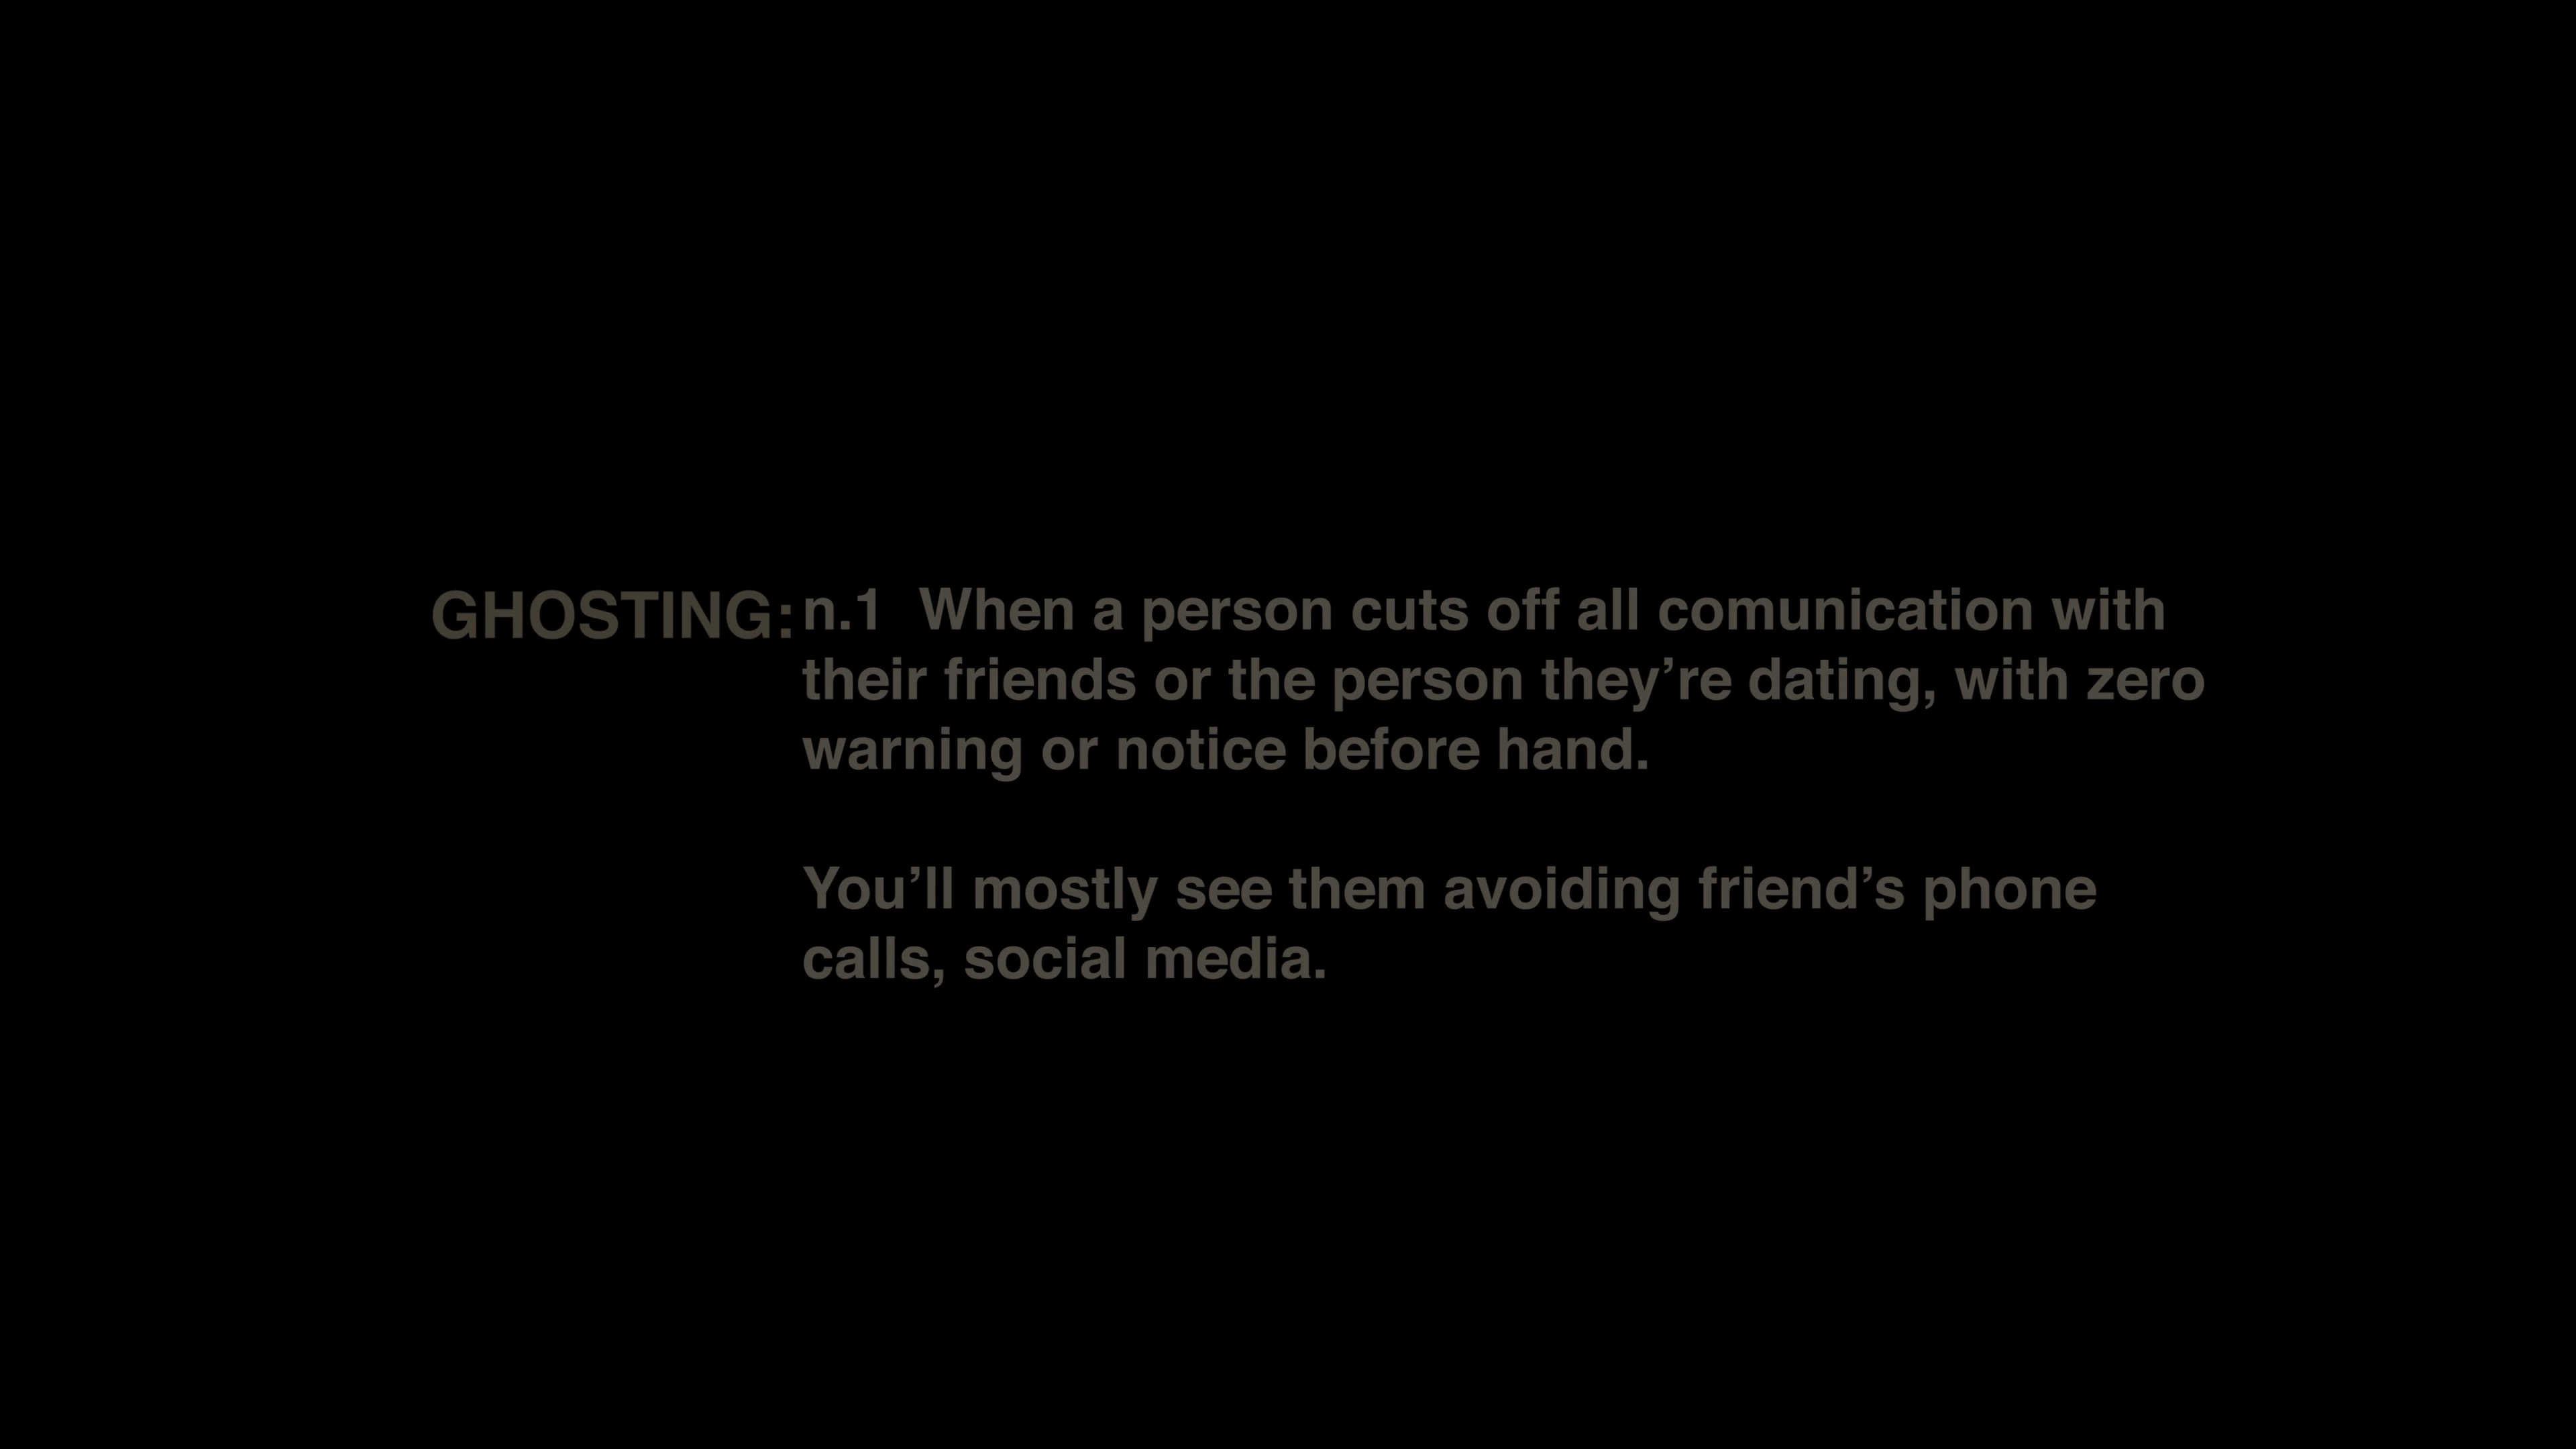 GHOSTING: n.1  When a person cuts off all comunication with
their friends or the person they’re dating, with zero
warning or notice before hand.
You’ll mostly see them avoiding friend’s phone
calls, social media.